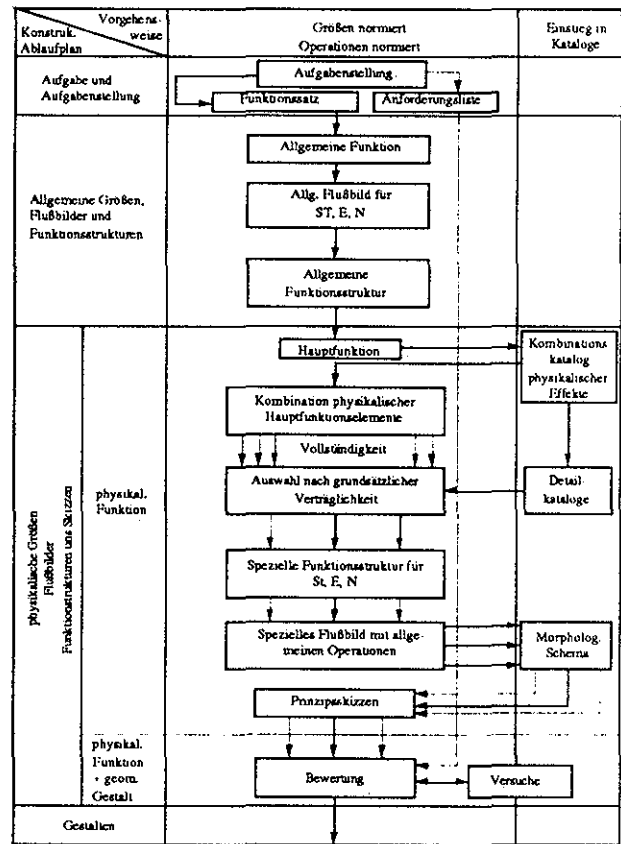 Vorgehens-
weise
Konstruk.
Ablaufplan
Größen normiert
Operationen normiert
Einstieg in
Kataloge
Aufgabe und
Aufgabenstellung
Aufgabenstellung
Funktionssatz
Anforderungsliste
Allgemeine Größen,
Flußbilder und
Funktionsstrukturen
Allgemeine Funktion
Allg. Flußbild für
ST, E, N
Allgemeine
Funktionsstruktur
physikalische Größen
Flußbilder
Funktionstrukturen uns Skizzen
physikal.
Funktion
Hauptfunktion
Kombinations
katalog
physikalischer
Effekte
Kombination physikalischer
Hauptfunktionselemente
Vollständigkeit
Auswahl nach grundsätzlicher
Verträglichkeit
Detail-
kataloge
Spezielle Funktionsstruktur für
St, E, N
Spezielles Flußbild mit allge-
meinen Operationen
Morpholog.
Schema
Prinzipskizzen
physikal.
Funktion
+ geom.
Gestalt
Bewertung
Versuche
Gestalten